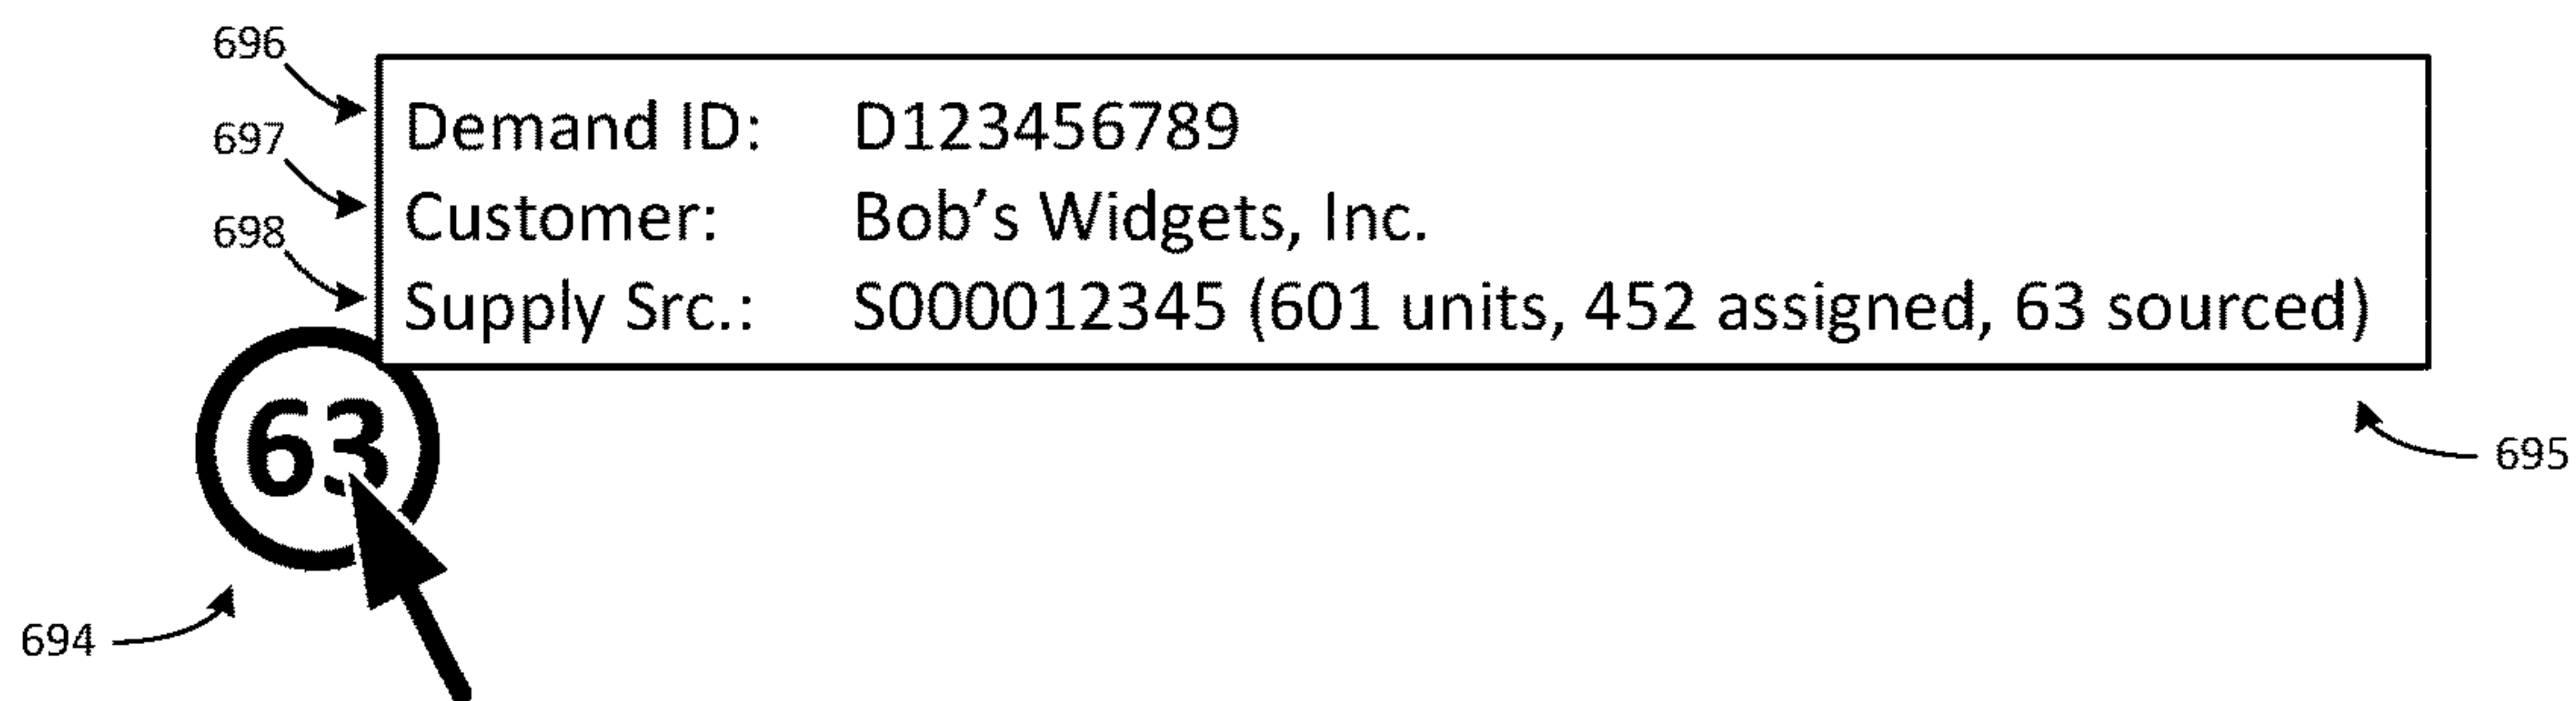 696
Demand ID: D123456789
697
Customer: Bob's Widgets, Inc.
698
Supply Src.: S000012345 (601 units, 452 assigned, 63 sourced)
63
695
694